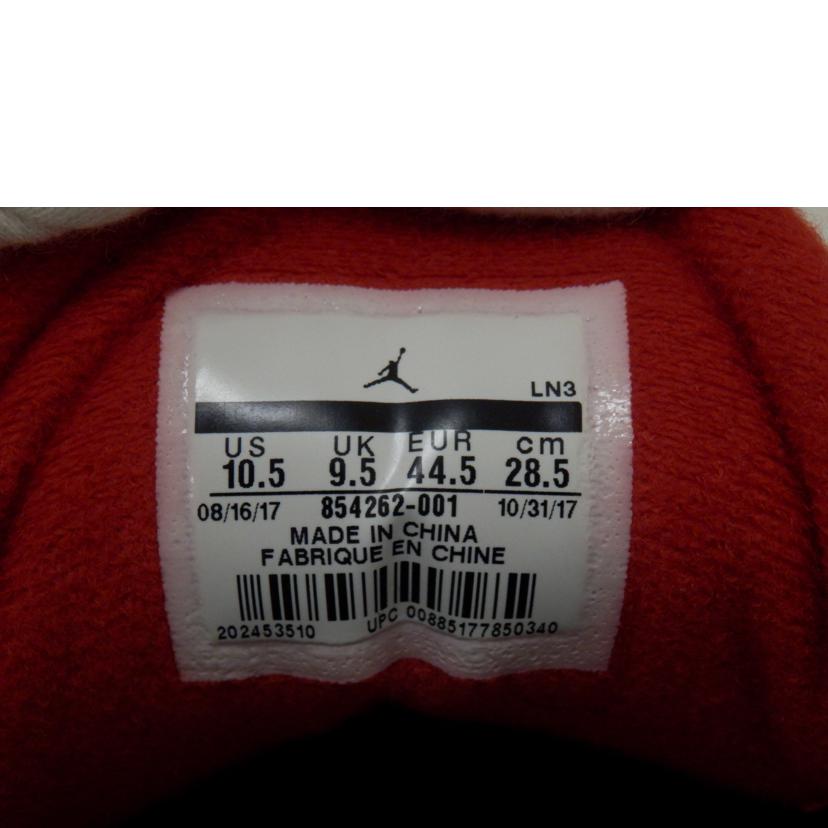 LN3
US UK EUR cm
10.5 9.5 44.5 28.5
08/16/17 854262-001 10/31/17
MADE IN CHINA
FABRIQUE EN CHINE
202453510 UPC 00885177850340